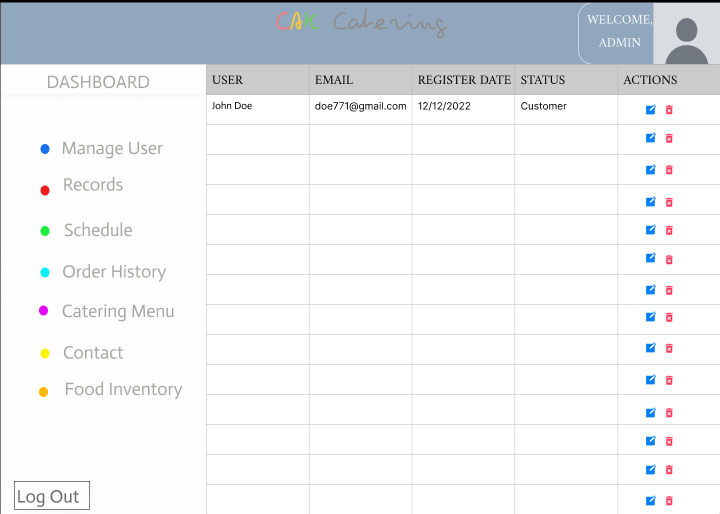 CAK Catering
WELCOME,
ADMIN
DASHBOARD
Manage User
Records
Schedule
Order History
Catering Menu
Contact
Food Inventory
Log Out
USER EMAIL REGISTER DATE STATUS ACTIONS
John Doe doe771@gmail.com 12/12/2022 Customer